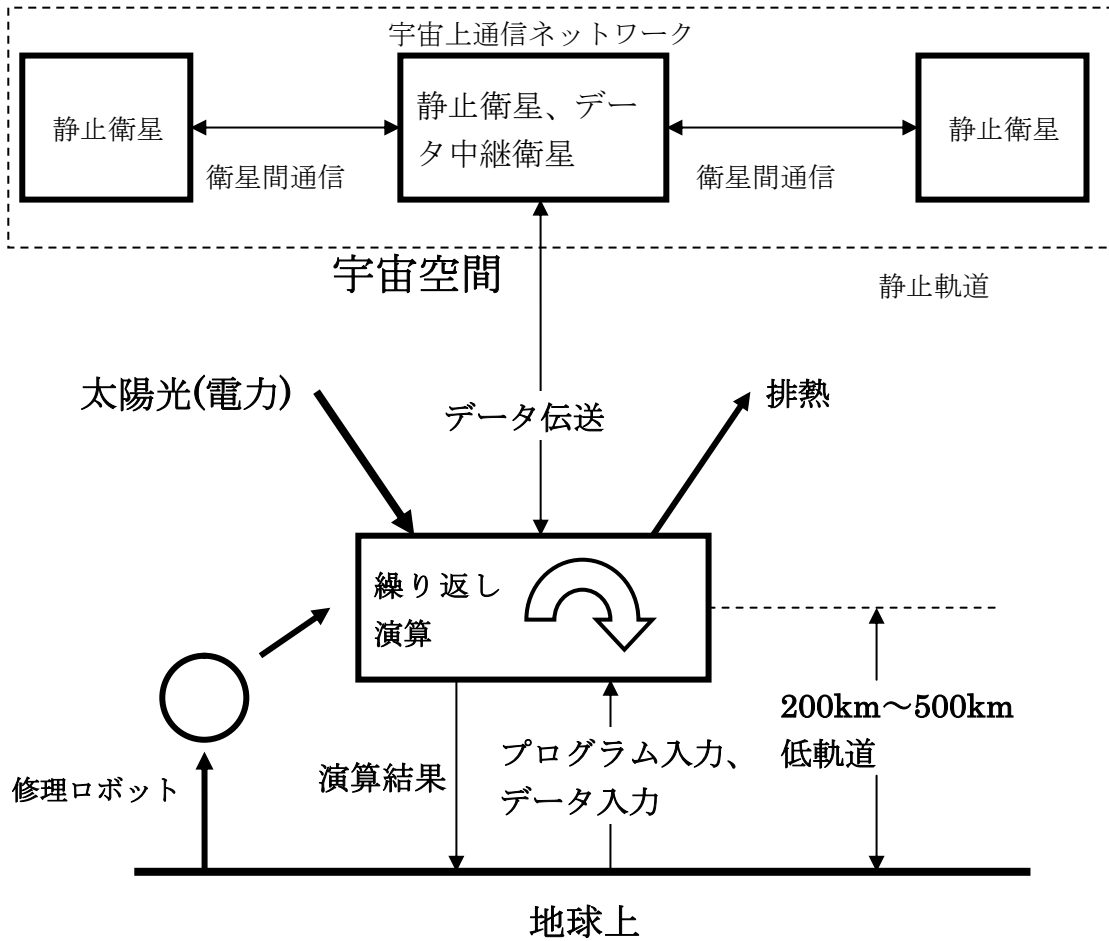 宇宙上通信ネットワーク
静止衛星
静止衛星、デー
タ中継衛星
静止衛星
衛星間通信
衛星間通信
宇宙空間
静止軌道
太陽光(電力)
排熱
データ伝送
繰り返し
演算
200km～500km
低軌道
修理ロボット
演算結果
プログラム入力、
データ入力
地球上